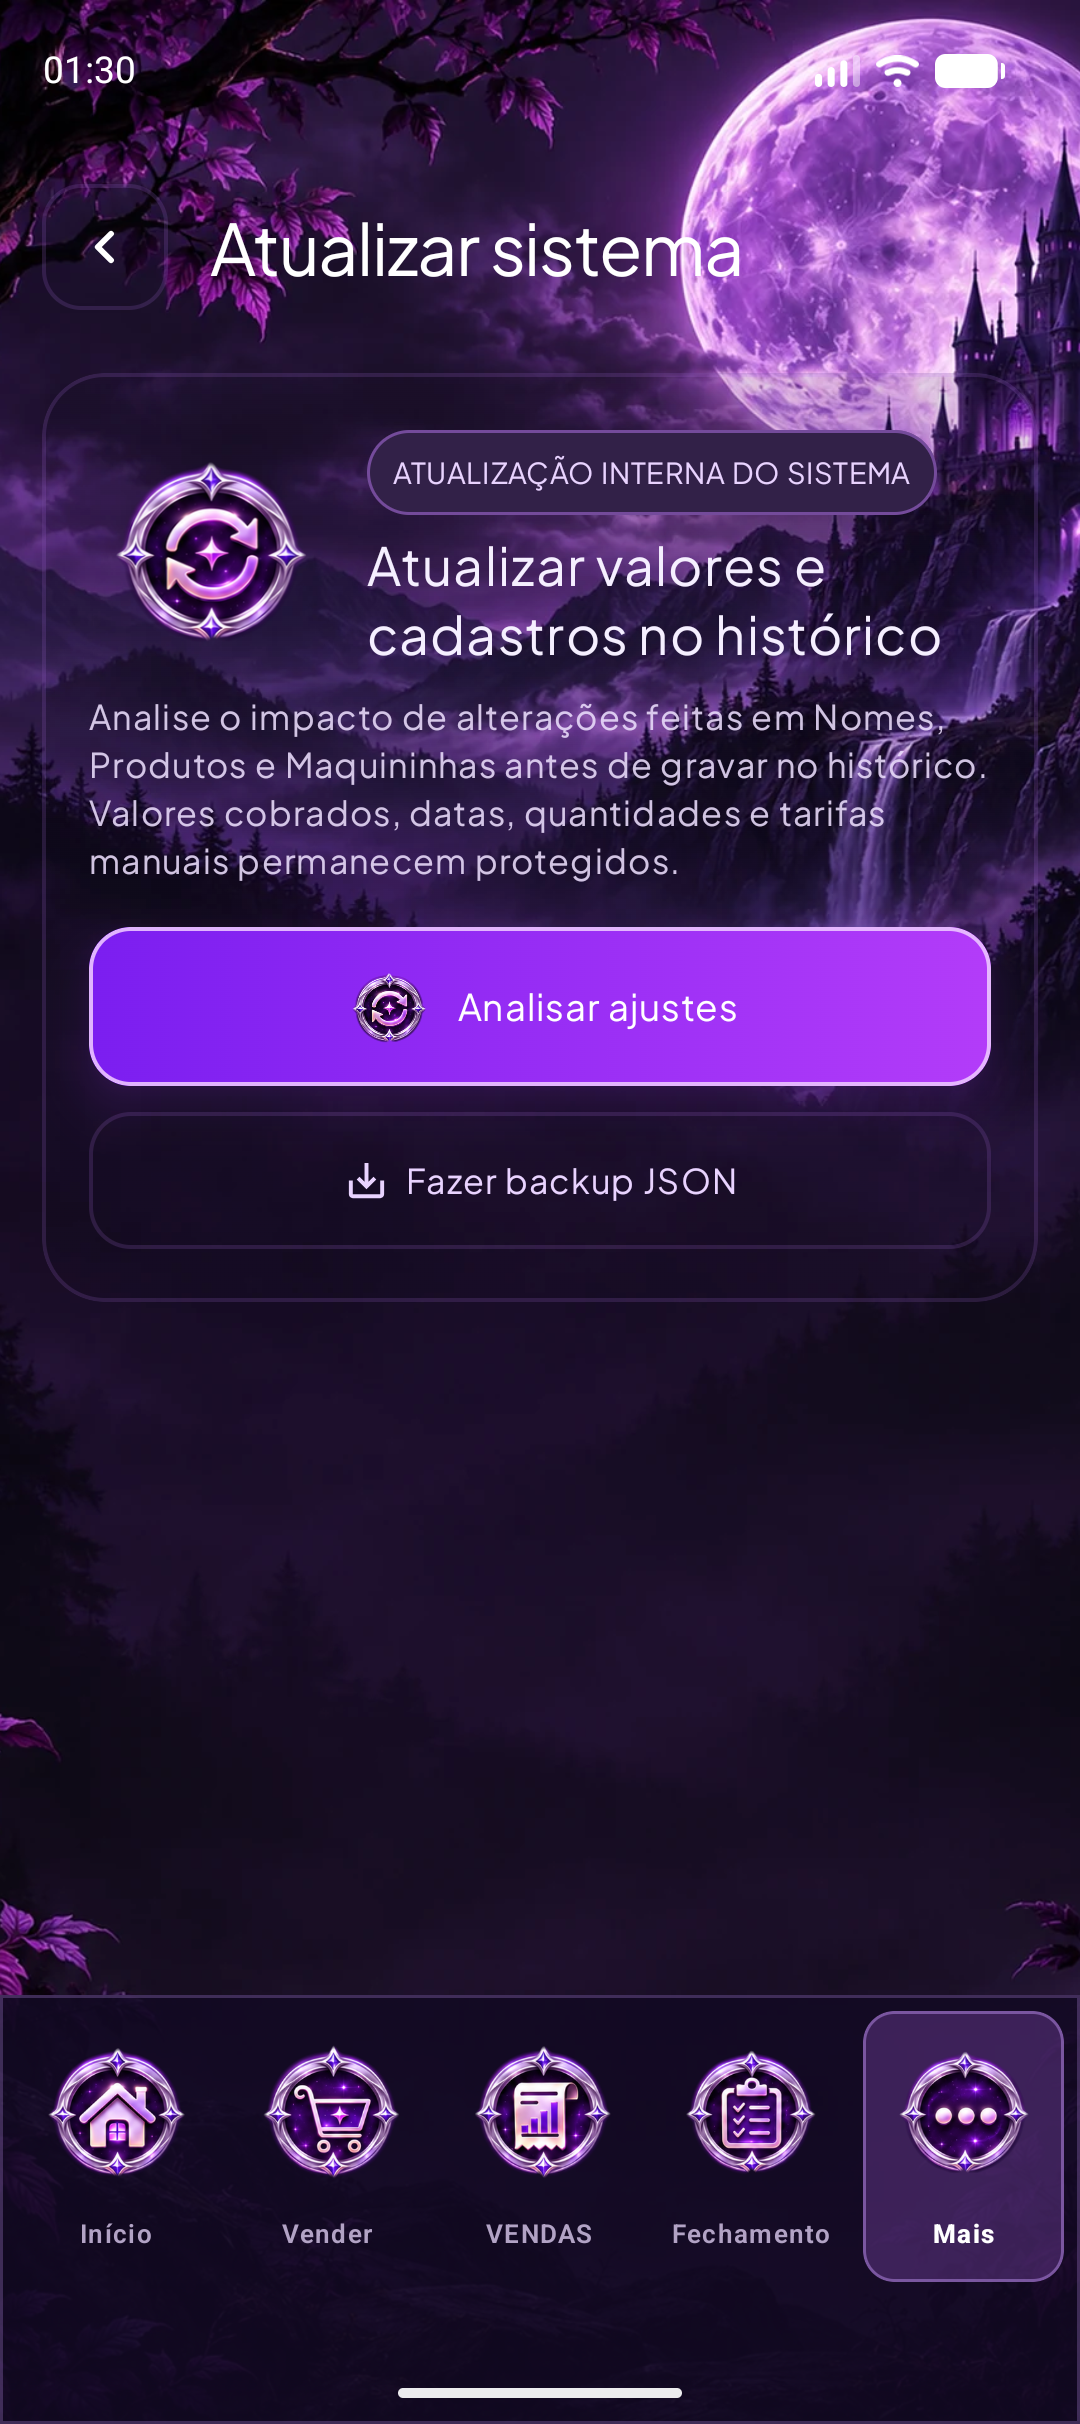 01:30
Atualizar sistema
ATUALIZAÇÃO INTERNA DO SISTEMA
Atualizar valores e
cadastros no histórico
Analise o impacto de alterações feitas em Nomes,
Produtos e Maquininhas antes de gravar no histórico.
Valores cobrados, datas, quantidades e tarifas
manuais permanecem protegidos.
Analisar ajustes
Fazer backup JSON
Início
Vender
VENDAS
Fechamento
Mais